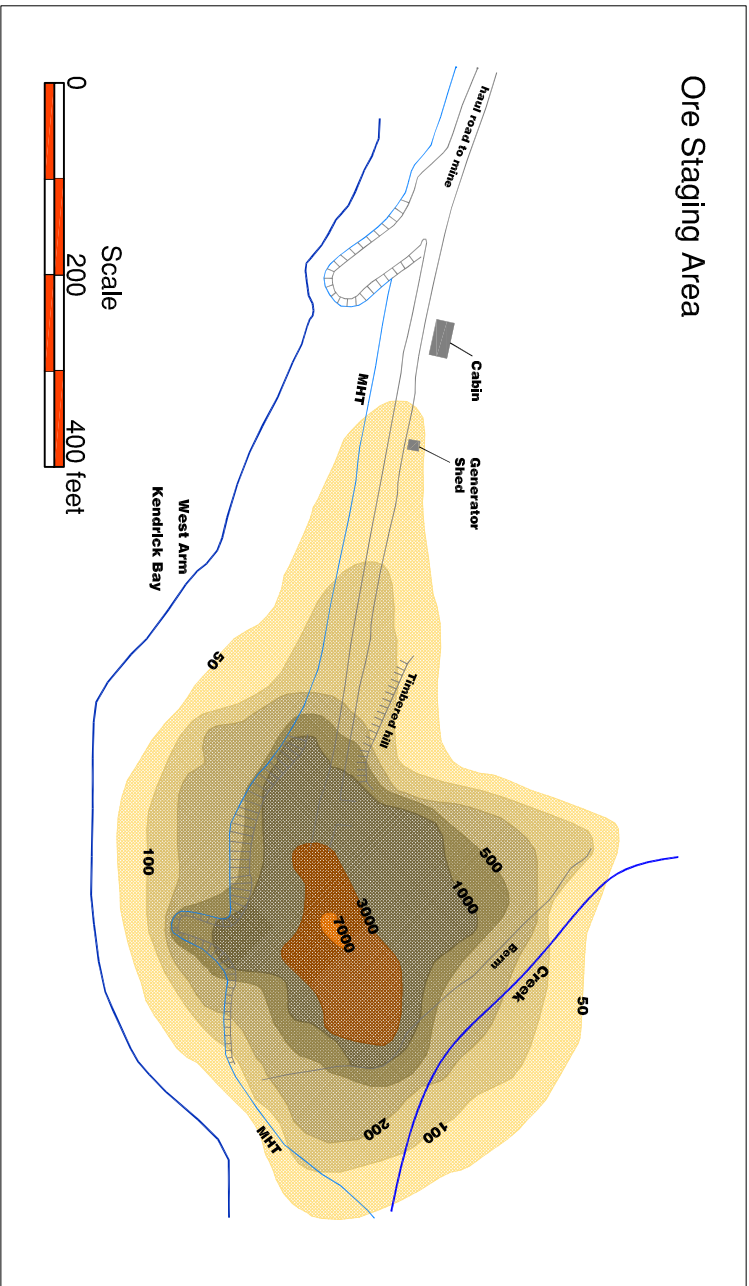 Ore Staging Area
haul road to mine
Cabin
Generator
Shed
MHT
Timbered hill
50
100
500
1000
3000
7000
Berm
Creek
50
100
200
MHT
West Arm
Kendrick Bay
Scale
0
200
400 feet